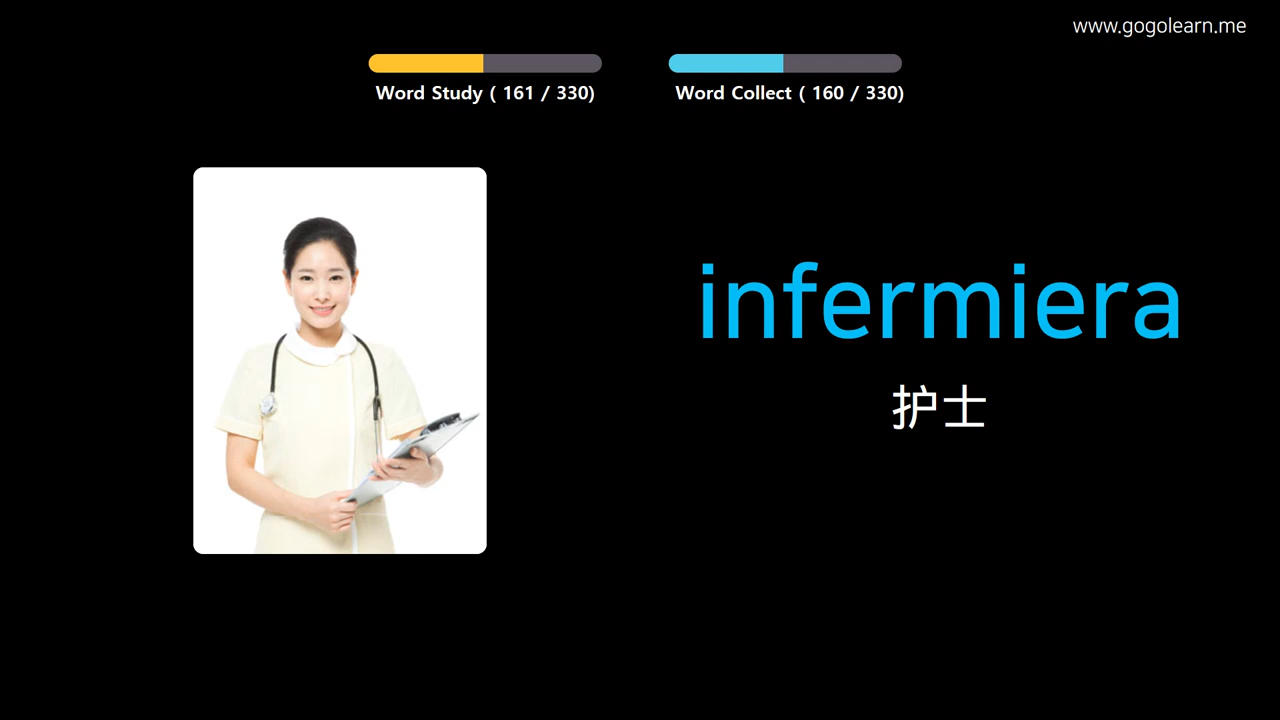 www.gogolearn.me
Word Study ( 161 / 330)
Word Collect ( 160 / 330)
infermiera
护士